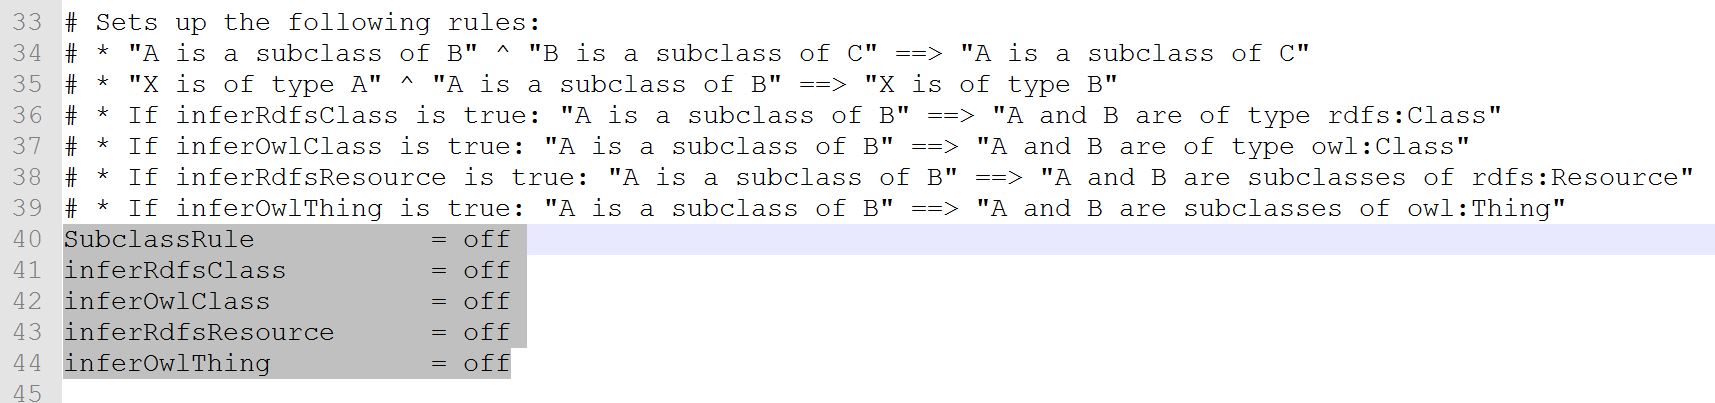 33 # Sets up the following rules:
34 # * "A is a subclass of B" ^ "B is a subclass of C" ==> "A is a subclass of C"
35 # * "X is of type A" ^ "A is a subclass of B" ==> "X is of type B"
36 # * If inferRdfsClass is true: "A is a subclass of B" ==> "A and B are of type rdfs:Class"
37 # * If inferOwlClass is true: "A is a subclass of B" ==> "A and B are of type owl:Class"
38 # * If inferRdfsResource is true: "A is a subclass of B" ==> "A and B are subclasses of rdfs:Resource"
39 # * If inferOwlThing is true: "A is a subclass of B" ==> "A and B are subclasses of owl:Thing"
40 SubclassRule           = off
41 inferRdfsClass         = off
42 inferOwlClass          = off
43 inferRdfsResource      = off
44 inferOwlThing          = off
45